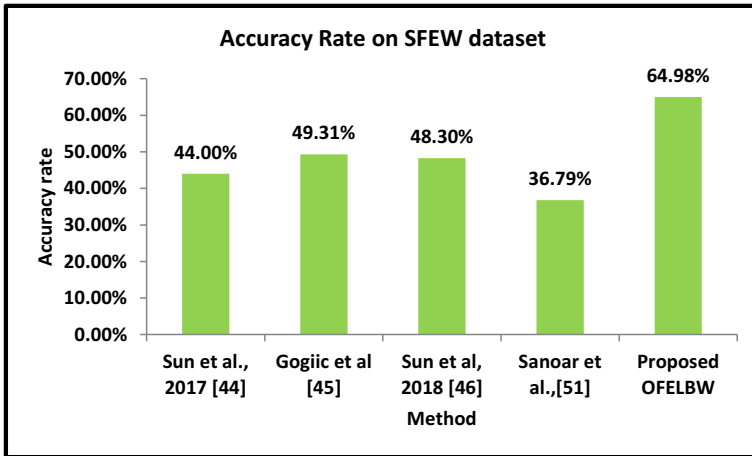 Accuracy Rate on SFEW dataset
Accuracy rate
70.00%
60.00%
50.00%
40.00%
30.00%
20.00%
10.00%
0.00%
44.00%
49.31%
48.30%
36.79%
64.98%
Sun et al.,
2017 [44]
Gogiic et al
[45]
Sun et al,
2018 [46]
Sanoar et
al.,[51]
Proposed
OFELBW
Method